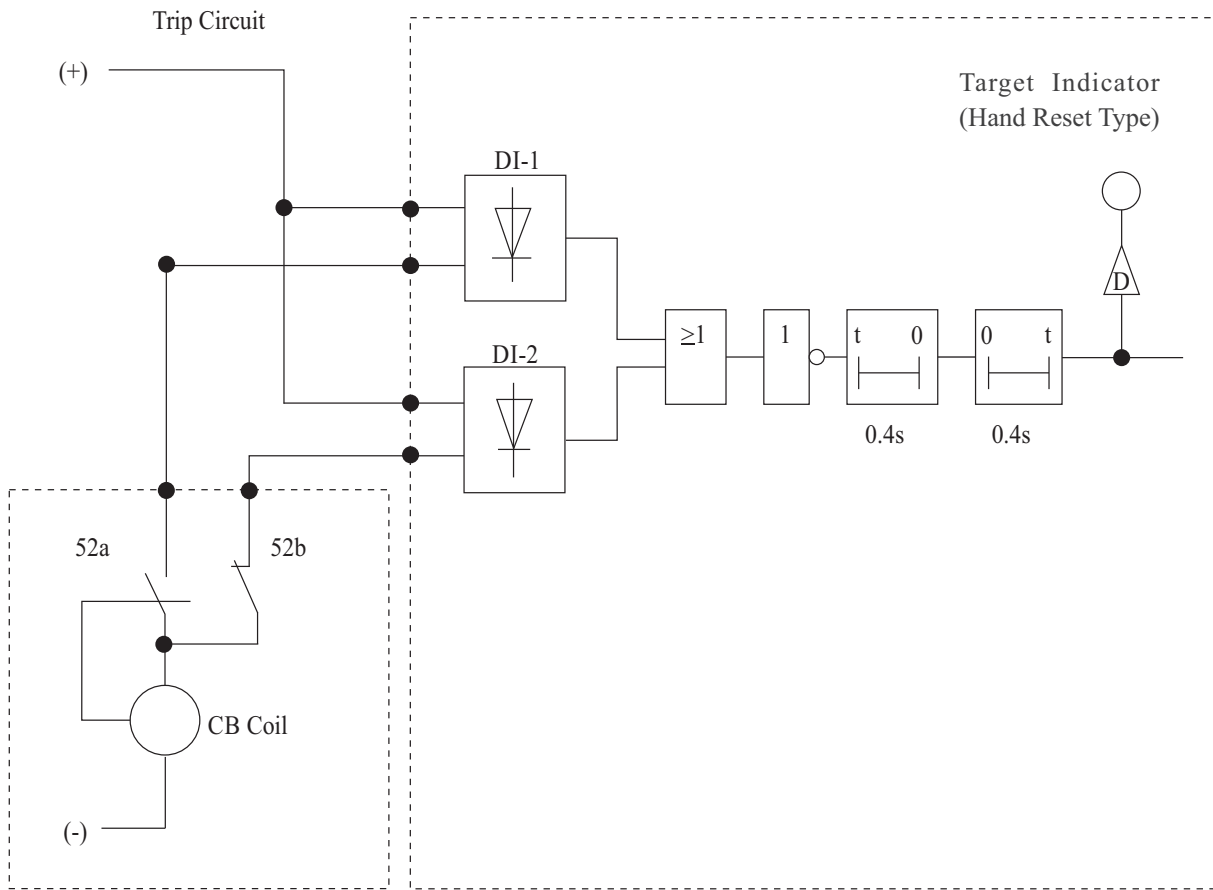 Trip Circuit
(+)
Target Indicator
(Hand Reset Type)
DI-1
D
≥1
1
t 0
0 t
DI-2
0.4s
0.4s
52a
52b
CB Coil
(-)